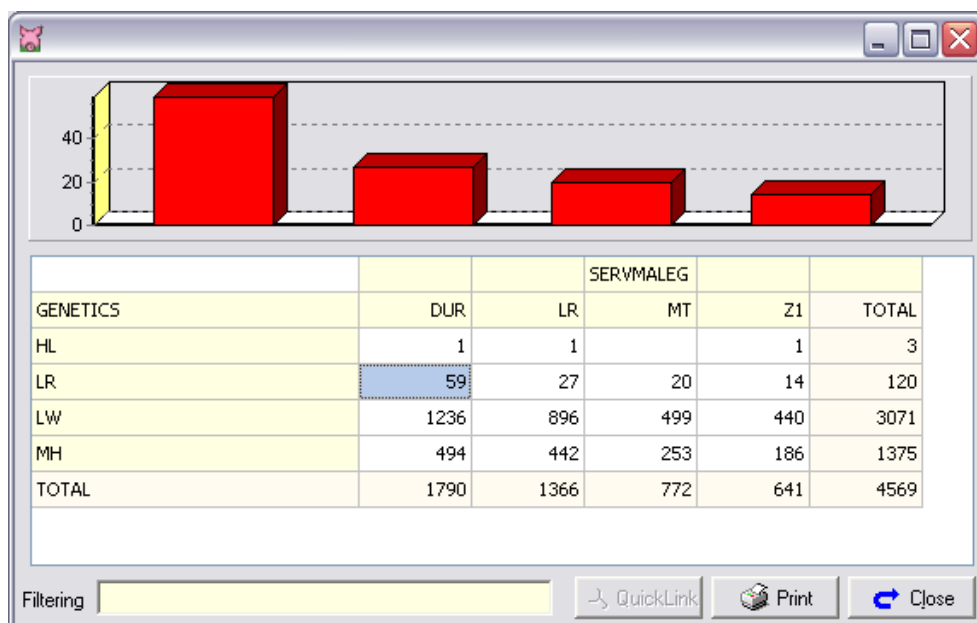 40
20
0
SERVMALEG
GENETICS DUR LR MT Z1 TOTAL
HL 1 1 1 3
LR 59 27 20 14 120
LW 1236 896 499 440 3071
MH 494 442 253 186 1375
TOTAL 1790 1366 772 641 4569
Filtering QuickLink Print Close